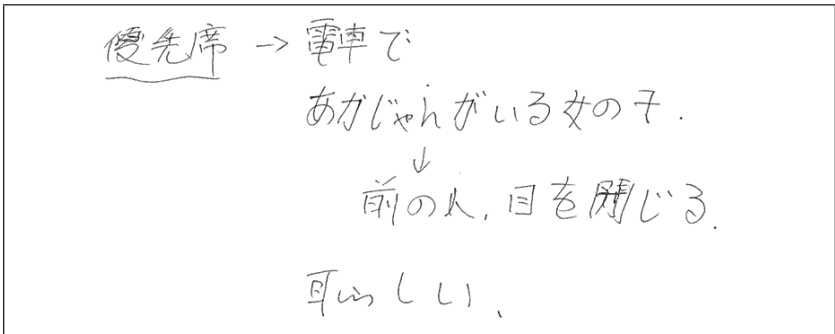 優先席 → 電車で
あかじゃんがいる女の子.
↓
前の人, 目を閉じる.
恥らしい、